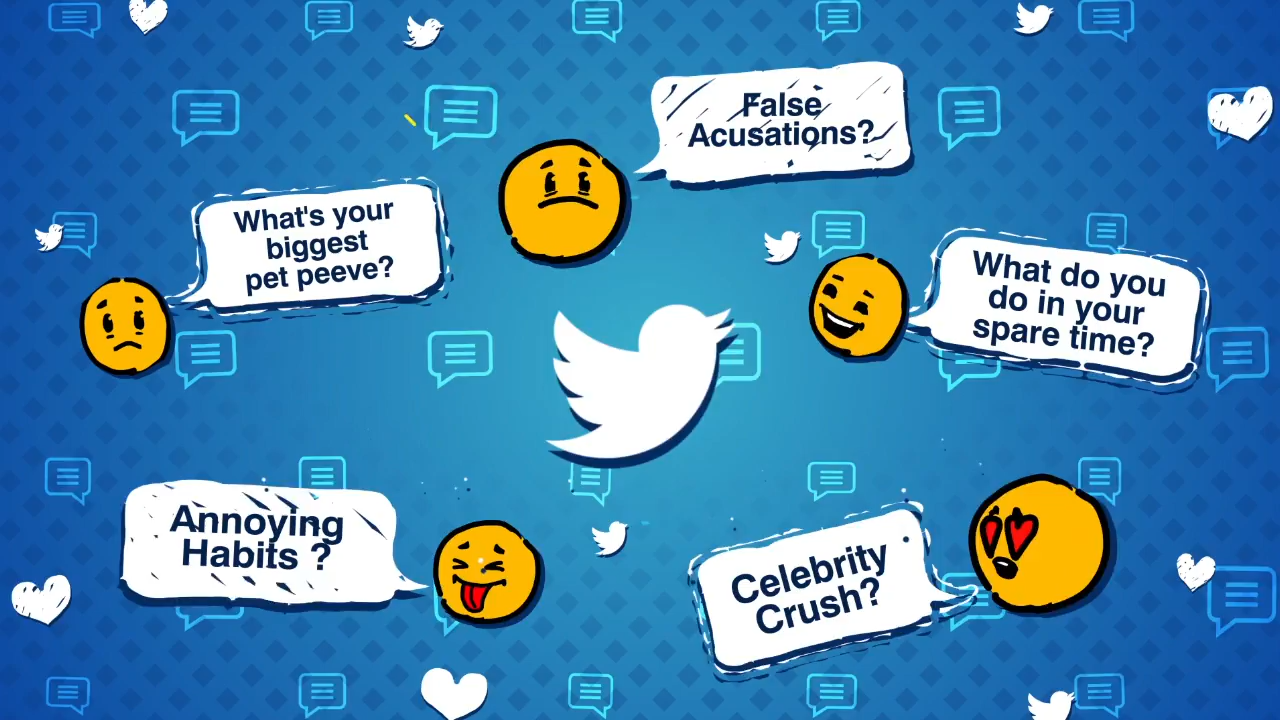 False
Acusations?
What's your
biggest
pet peeve?
What do you
do in your
spare time?
Annoying
Habits ?
Celebrity
Crush?